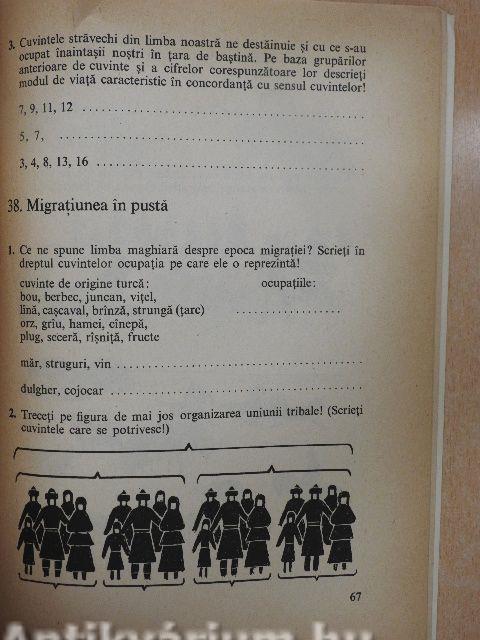 3. Cuvintele străvechi din limba noastră ne destăinuie și cu ce s-au
ocupat înaintașii noștri în țara de baștină. Pe baza grupărilor
anterioare de cuvinte și a cifrelor corespunzătoare lor descrieți
modul de viață caracteristic în concordanță cu sensul cuvintelor!
7, 9, 11, 12 ........................................
5, 7, ........................................
3, 4, 8, 13, 16 ........................................
38. Migrațiunea în pustă
1. Ce ne spune limba maghiară despre epoca migrației? Scrieți în
dreptul cuvintelor ocupația pe care ele o reprezintă!
cuvinte de origine turcă: ocupațiile:
bou, berbec, juncan, vițel,
lînă, cașcaval, brînză, strungă (țarc) ..................
orz, grîu, hamei, cînepă,
plug, seceră, rîșniță, fructe
măr, struguri, vin ........................................
dulgher, cojocar ........................................
2. Treceți pe figura de mai jos organizarea uniunii tribale! (Scrieți
cuvintele care se potrivesc!)
67
Antikvárium.hu